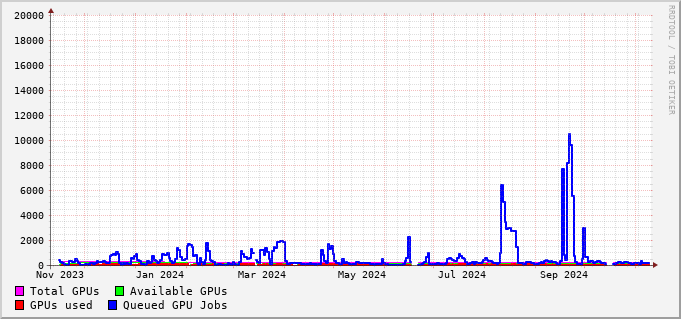 20000
18000
16000
14000
12000
10000
8000
6000
4000
2000
0
Nov 2023 Jan 2024 Mar 2024 May 2024 Jul 2024 Sep 2024
Total GPUs Available GPUs
GPUs used Queued GPU Jobs
RRDTOOL / TOBI OETIKER